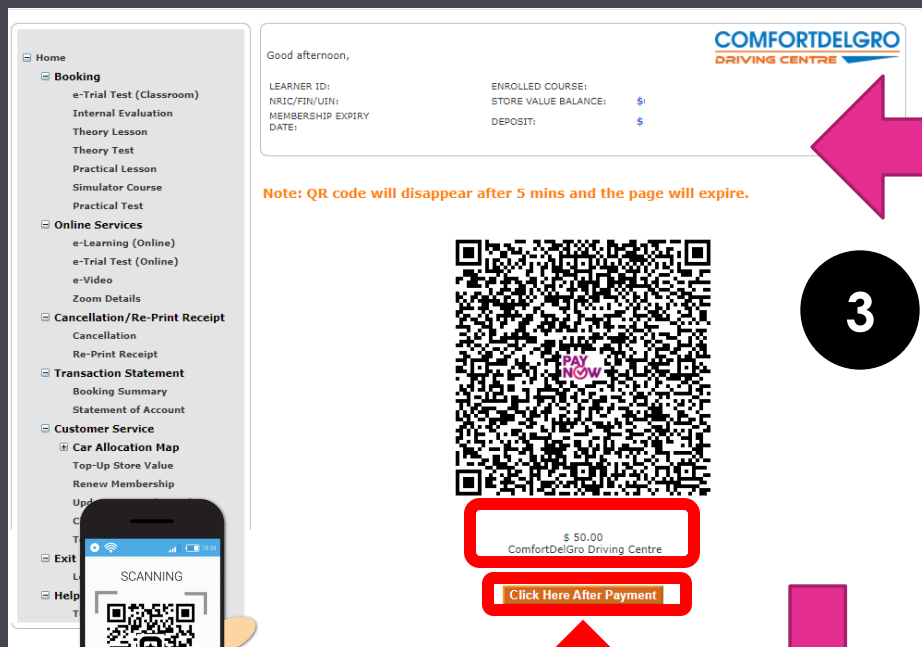 Home
Booking
e-Trial Test (Classroom)
Internal Evaluation
Theory Lesson
Theory Test
Practical Lesson
Simulator Course
Practical Test
Online Services
e-Learning (Online)
e-Trial Test (Online)
e-Video
Zoom Details
Cancellation/Re-Print Receipt
Cancellation
Re-Print Receipt
Transaction Statement
Booking Summary
Statement of Account
Customer Service
Car Allocation Map
Top-Up Store Value
Renew Membership
Exit
Help
Good afternoon,
COMFORTDELGRO
DRIVING CENTRE
LEARNER ID:
NRIC/FIN/UIN:
MEMBERSHIP EXPIRY
DATE:
ENROLLED COURSE:
STORE VALUE BALANCE: $
DEPOSIT: $
Note: QR code will disappear after 5 mins and the page will expire.
3
PAY
NOW
$ 50.00
ComfortDelGro Driving Centre
Click Here After Payment
SCANNING